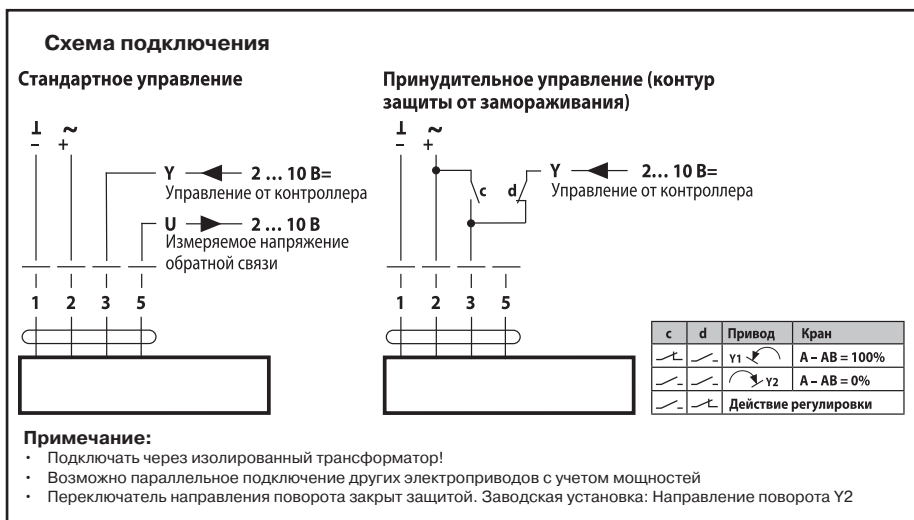 Схема подключения
Стандартное управление
⊥ ~
- +
Y 2 ... 10 В=
Управление от контроллера
U 2 ... 10 В
Измеряемое напряжение
обратной связи
1 2 3 5
Принудительное управление (контур
защиты от замораживания)
⊥ ~
- +
c d Y 2... 10 В=
Управление от контроллера
1 2 3 5
c d Привод Кран
Y1 A – AB = 100%
Y2 A – AB = 0%
Действие регулировки
Примечание:
• Подключать через изолированный трансформатор!
• Возможно параллельное подключение других электроприводов с учетом мощностей
• Переключатель направления поворота закрыт защитой. Заводская установка: Направление поворота Y2